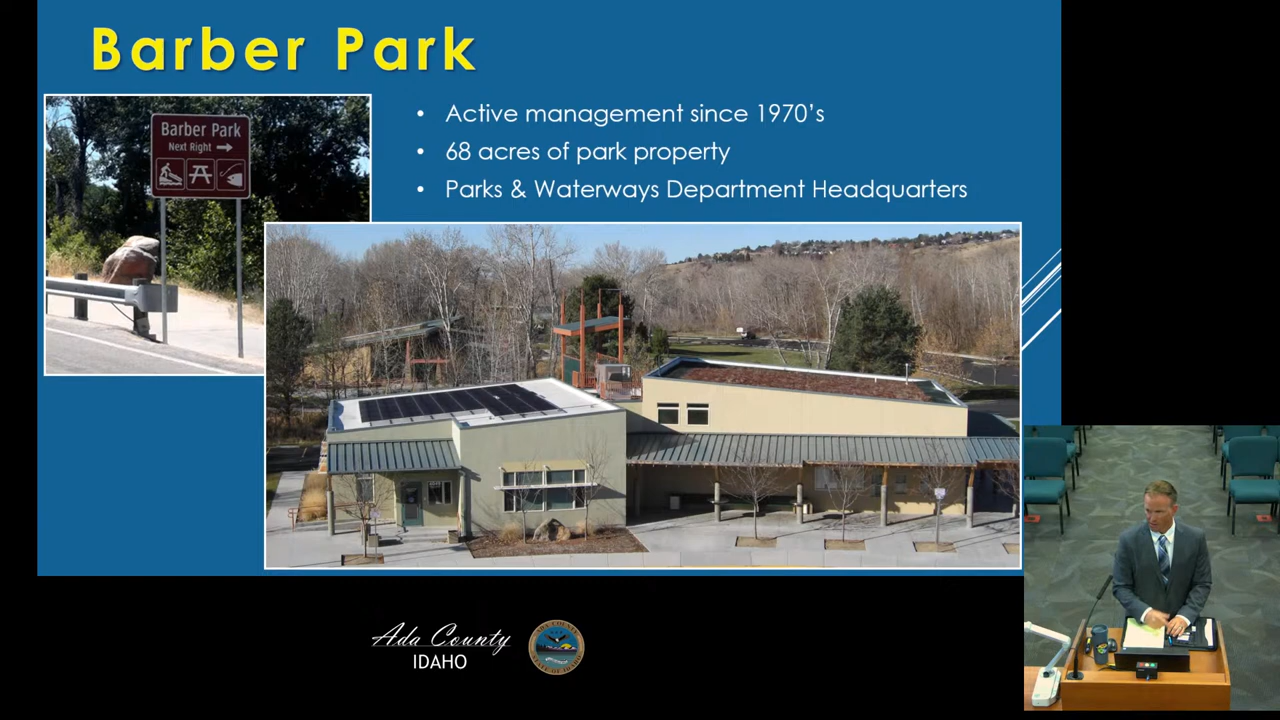 Barber Park
• Active management since 1970's
• 68 acres of park property
• Parks & Waterways Department Headquarters
Barber Park
Next Right →
Ada County
IDAHO